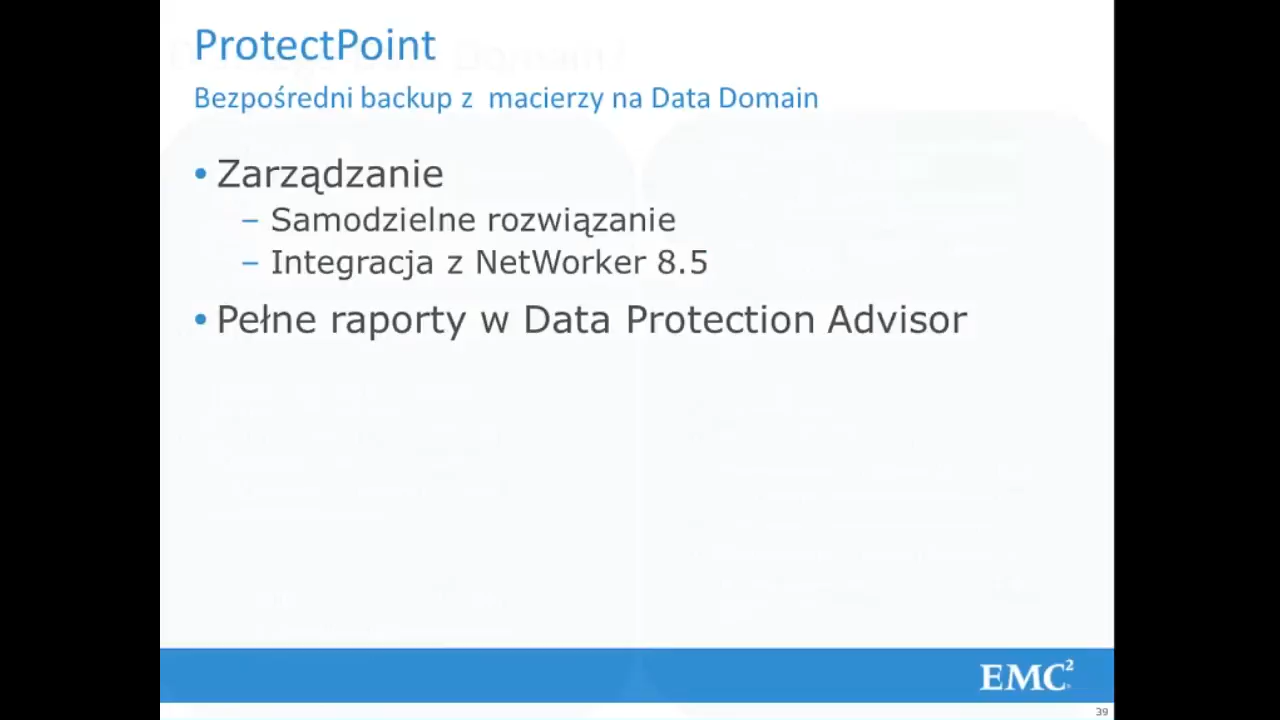 ProtectPoint
Bezpośredni backup z macierzy na Data Domain
• Zarządzanie
– Samodzielne rozwiązanie
– Integracja z NetWorker 8.5
• Pełne raporty w Data Protection Advisor
EMC²
39